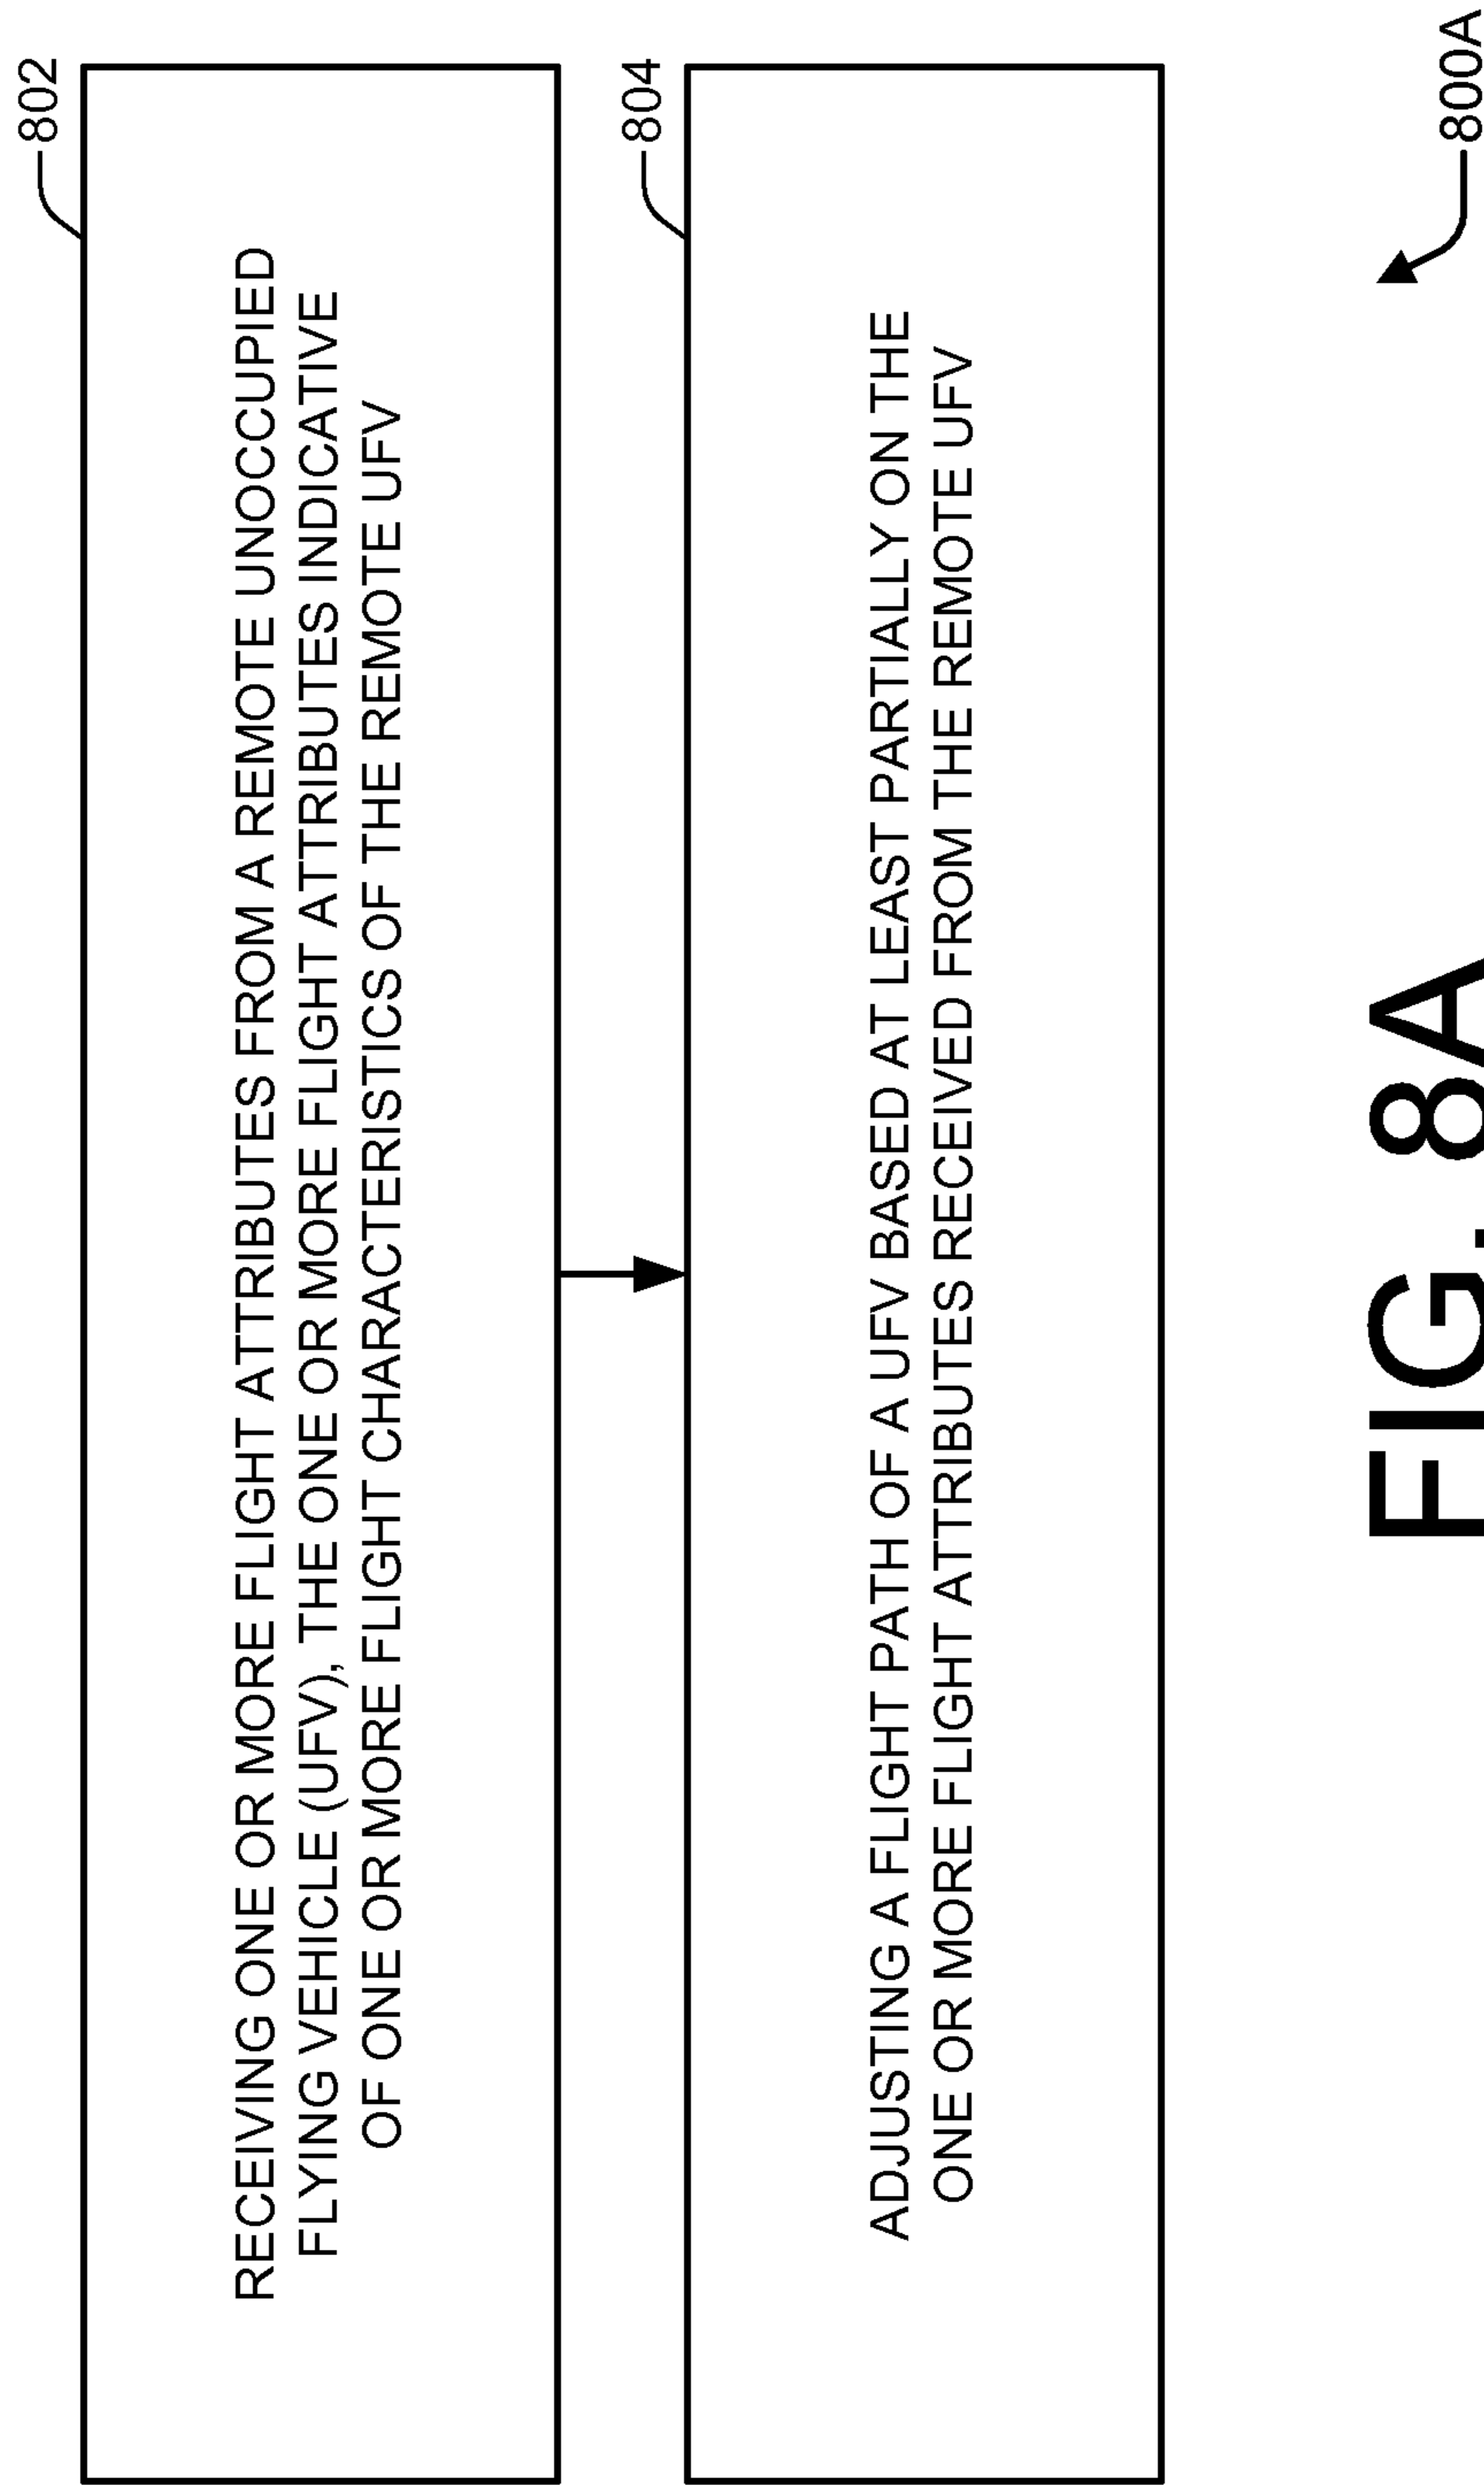 802
RECEIVING ONE OR MORE FLIGHT ATTRIBUTES FROM A REMOTE UNOCCUPIED
FLYING VEHICLE (UFV), THE ONE OR MORE FLIGHT ATTRIBUTES INDICATIVE
OF ONE OR MORE FLIGHT CHARACTERISTICS OF THE REMOTE UFV
804
ADJUSTING A FLIGHT PATH OF A UFV BASED AT LEAST PARTIALLY ON THE
ONE OR MORE FLIGHT ATTRIBUTES RECEIVED FROM THE REMOTE UFV
800A
FIG. 8A